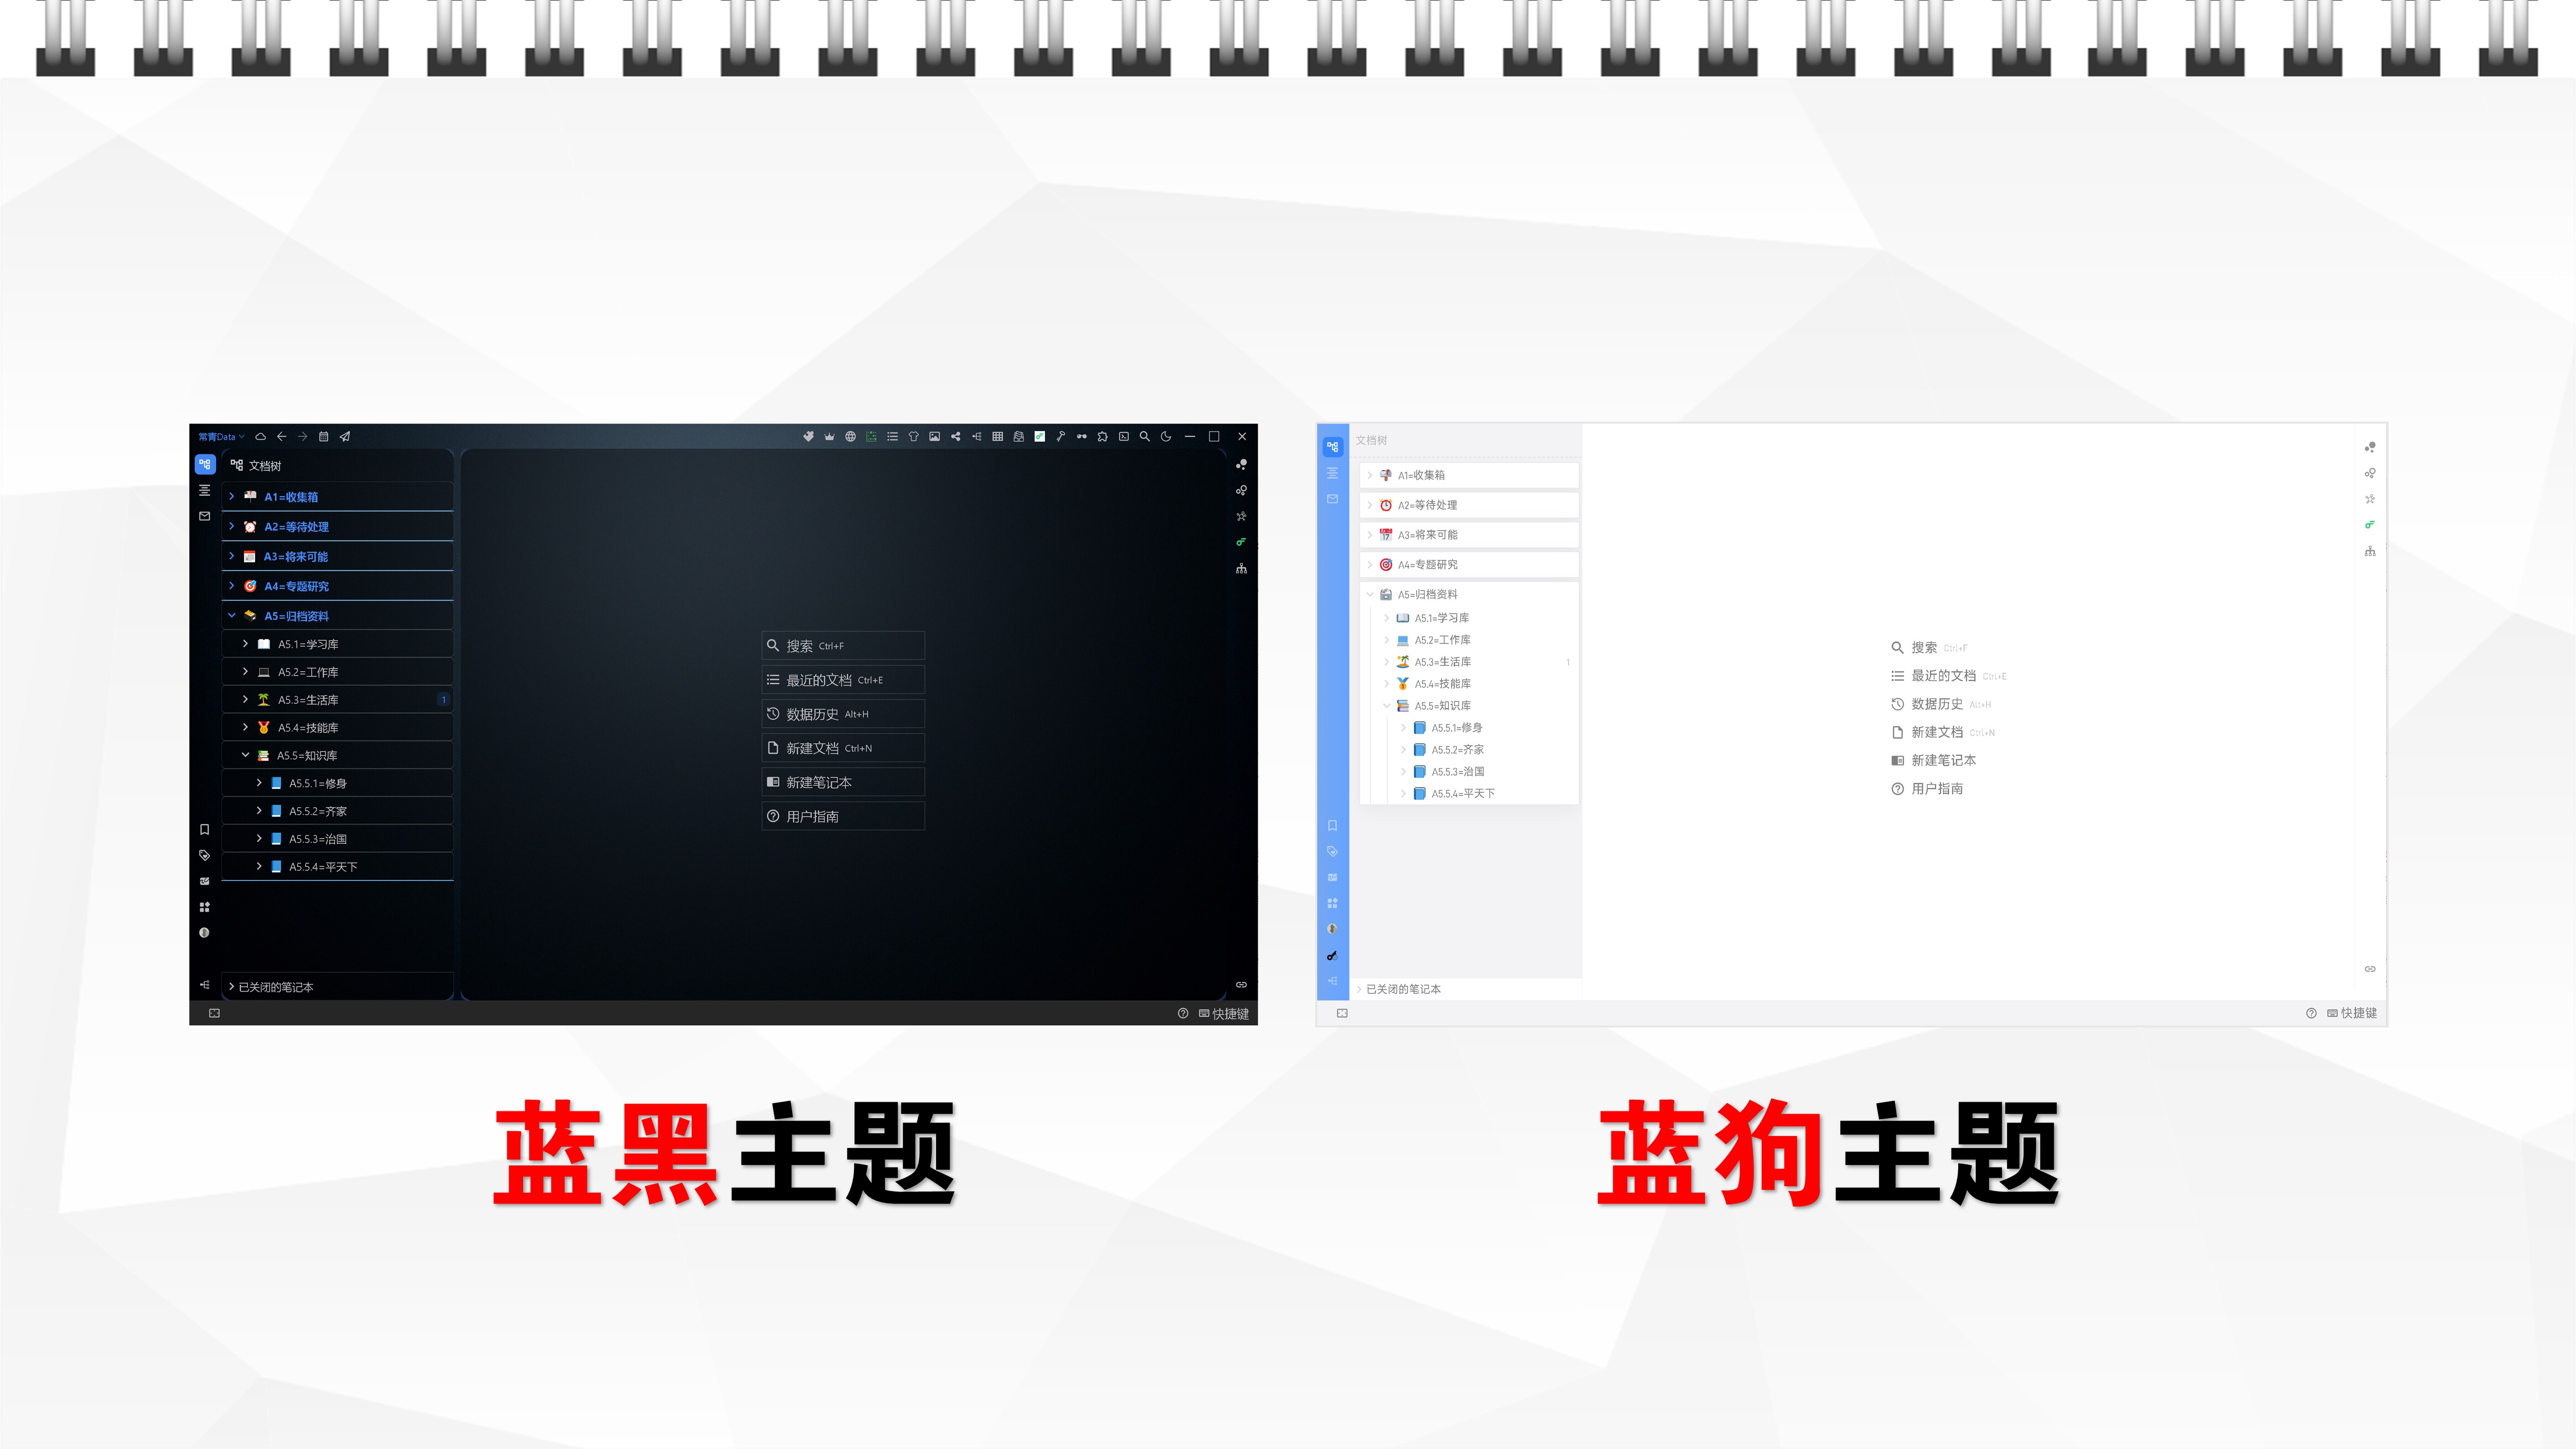 常青Data
文档树
A1=收集箱
A2=等待处理
A3=将来可能
A4=专题研究
A5=归档资料
A5.1=学习库
A5.2=工作库
A5.3=生活库 1
A5.4=技能库
A5.5=知识库
A5.5.1=修身
A5.5.2=齐家
A5.5.3=治国
A5.5.4=平天下
已关闭的笔记本
搜索 Ctrl+F
最近的文档 Ctrl+E
数据历史 Alt+H
新建文档 Ctrl+N
新建笔记本
用户指南
快捷键
文档树
A1=收集箱
A2=等待处理
A3=将来可能
A4=专题研究
A5=归档资料
A5.1=学习库
A5.2=工作库
A5.3=生活库 1
A5.4=技能库
A5.5=知识库
A5.5.1=修身
A5.5.2=齐家
A5.5.3=治国
A5.5.4=平天下
已关闭的笔记本
搜索 Ctrl+F
最近的文档 Ctrl+E
数据历史 Alt+H
新建文档 Ctrl+N
新建笔记本
用户指南
快捷键
蓝黑主题
蓝狗主题